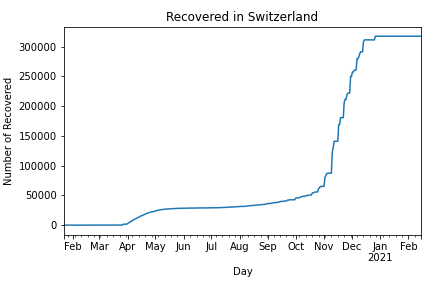 Recovered in Switzerland
Number of Recovered
300000
250000
200000
150000
100000
50000
0
Feb Mar Apr May Jun Jul Aug Sep Oct Nov Dec Jan Feb
2021
Day